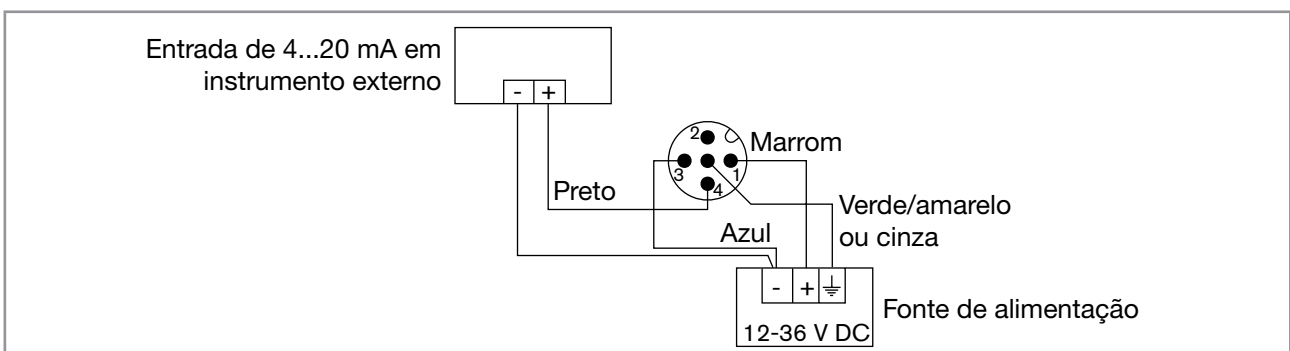 Entrada de 4...20 mA em
instrumento externo
- +
2
Marrom
3
1
4
Preto
Verde/amarelo
ou cinza
Azul
- +
Fonte de alimentação
12-36 V DC